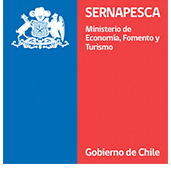 SERNAPESCA
Ministerio de
Economía, Fomento y
Turismo
Gobierno de Chile